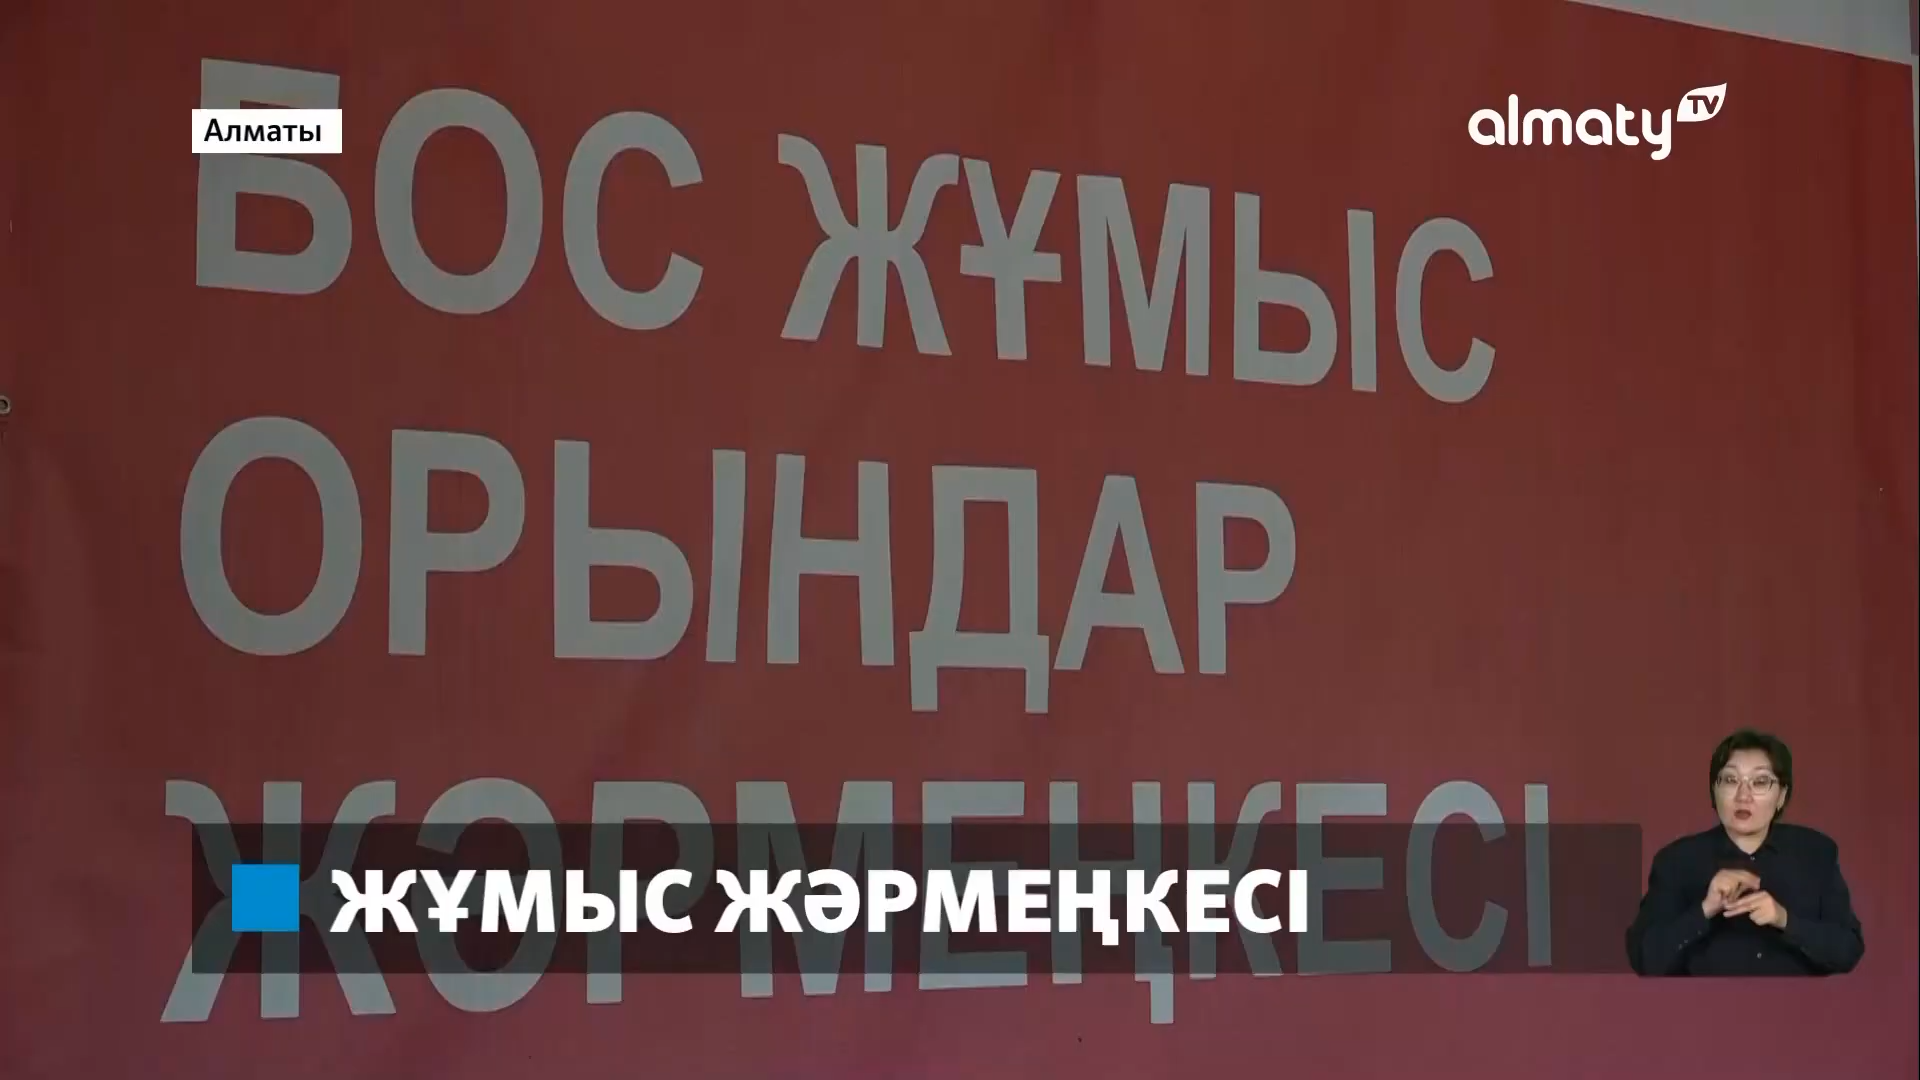 Алматы
almaty TV
БОС ЖҰМЫС
ОРЫНДАР
ЖӘРМЕҢКЕСІ
ЖҰМЫС ЖӘРМЕҢКЕСІ